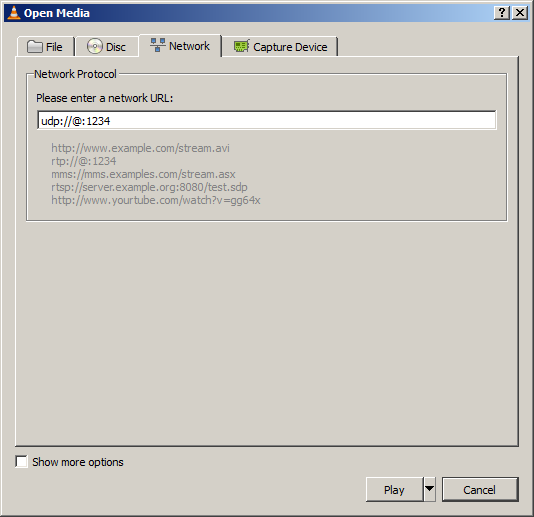 Open Media
File Disc Network Capture Device
Network Protocol
Please enter a network URL:
udp://@:1234
http://www.example.com/stream.avi
rtp://@:1234
mms://mms.examples.com/stream.asx
rtsp://server.example.org:8080/test.sdp
http://www.yourtube.com/watch?v=gg64x
Show more options
Play Cancel